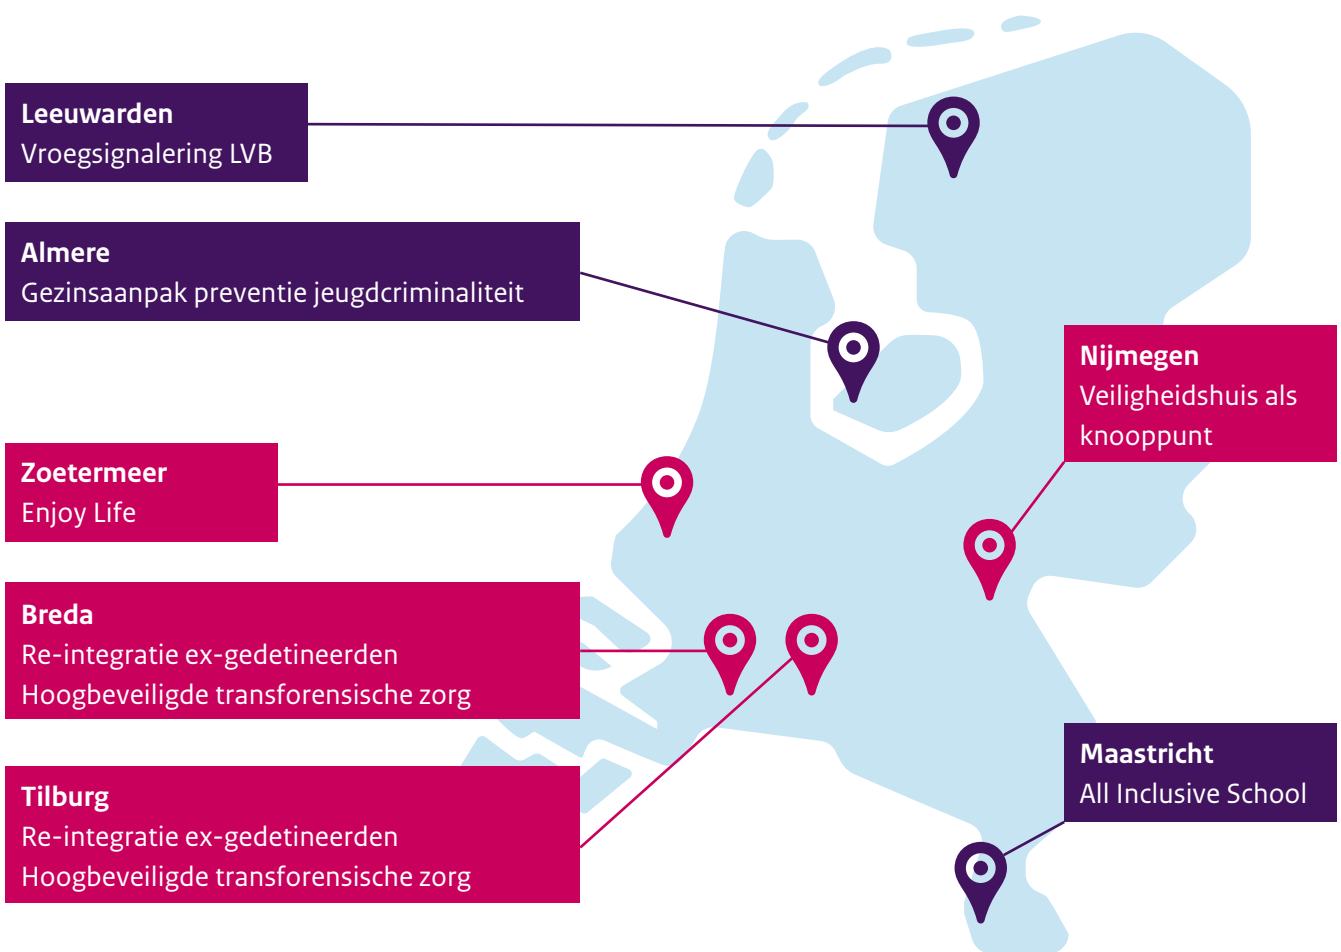 Leeuwarden
Vroegsignalering LVB
Almere
Gezinsaanpak preventie jeugdcriminaliteit
Nijmegen
Veiligheidshuis als
knooppunt
Zoetermeer
Enjoy Life
Breda
Re-integratie ex-gedetineerden
Hoogbeveiligde transforensische zorg
Maastricht
All Inclusive School
Tilburg
Re-integratie ex-gedetineerden
Hoogbeveiligde transforensische zorg